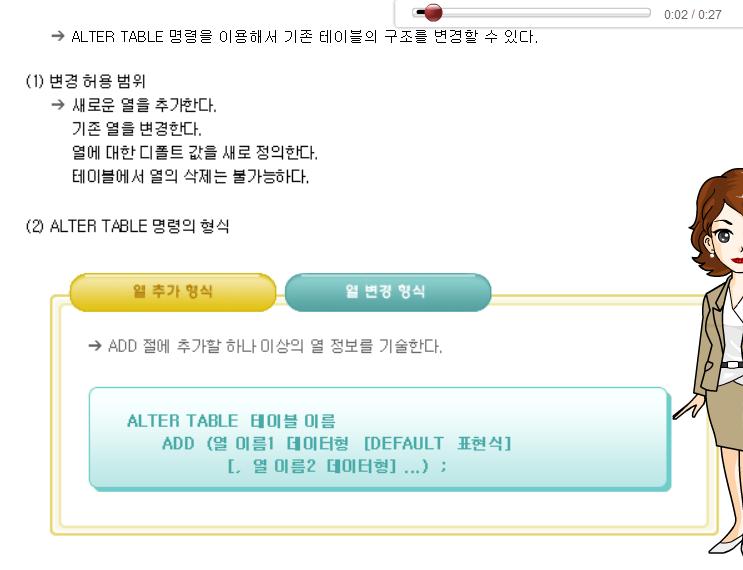 0:02 / 0:27
→ ALTER TABLE 명령을 이용해서 기존 테이블의 구조를 변경할 수 있다.
(1) 변경 허용 범위
→ 새로운 열을 추가한다.
기존 열을 변경한다.
열에 대한 디폴트 값을 새로 정의한다.
테이블에서 열의 삭제는 불가능하다.
(2) ALTER TABLE 명령의 형식
열 추가 형식
열 변경 형식
→ ADD 절에 추가할 하나 이상의 열 정보를 기술한다.
ALTER TABLE 테이블 이름
ADD (열 이름1 데이터형 [DEFAULT 표현식]
[, 열 이름2 데이터형] ...) ;